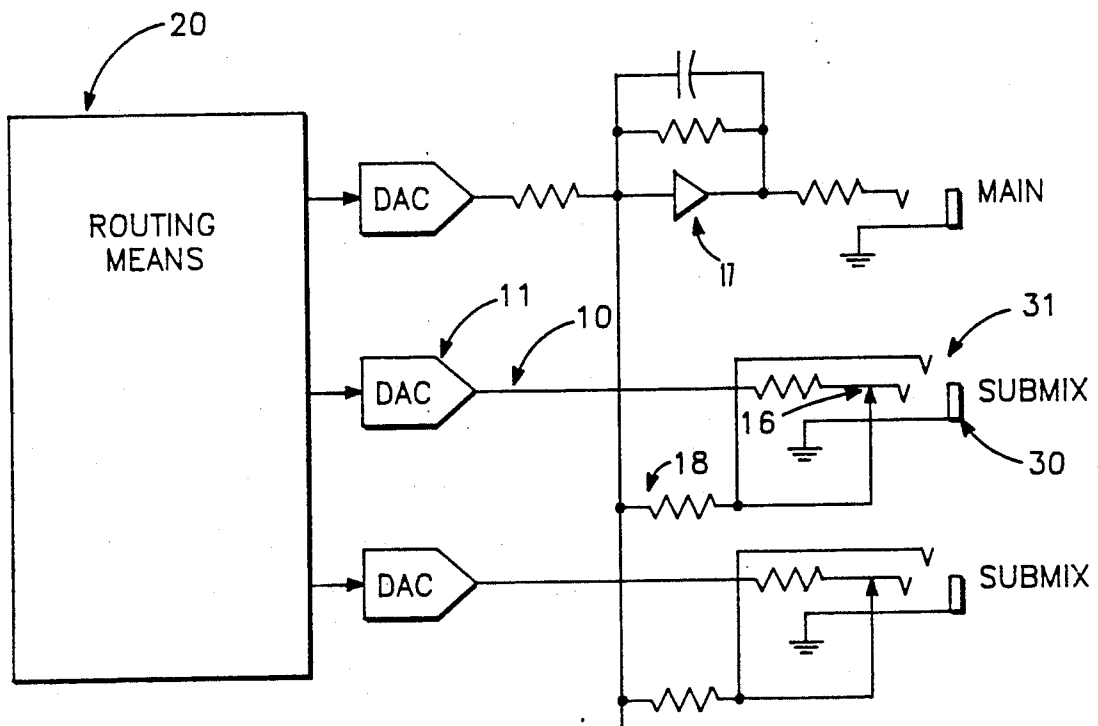 20
ROUTING
MEANS
DAC
17
MAIN
11
10
DAC
16
31
SUBMIX
30
18
DAC
SUBMIX